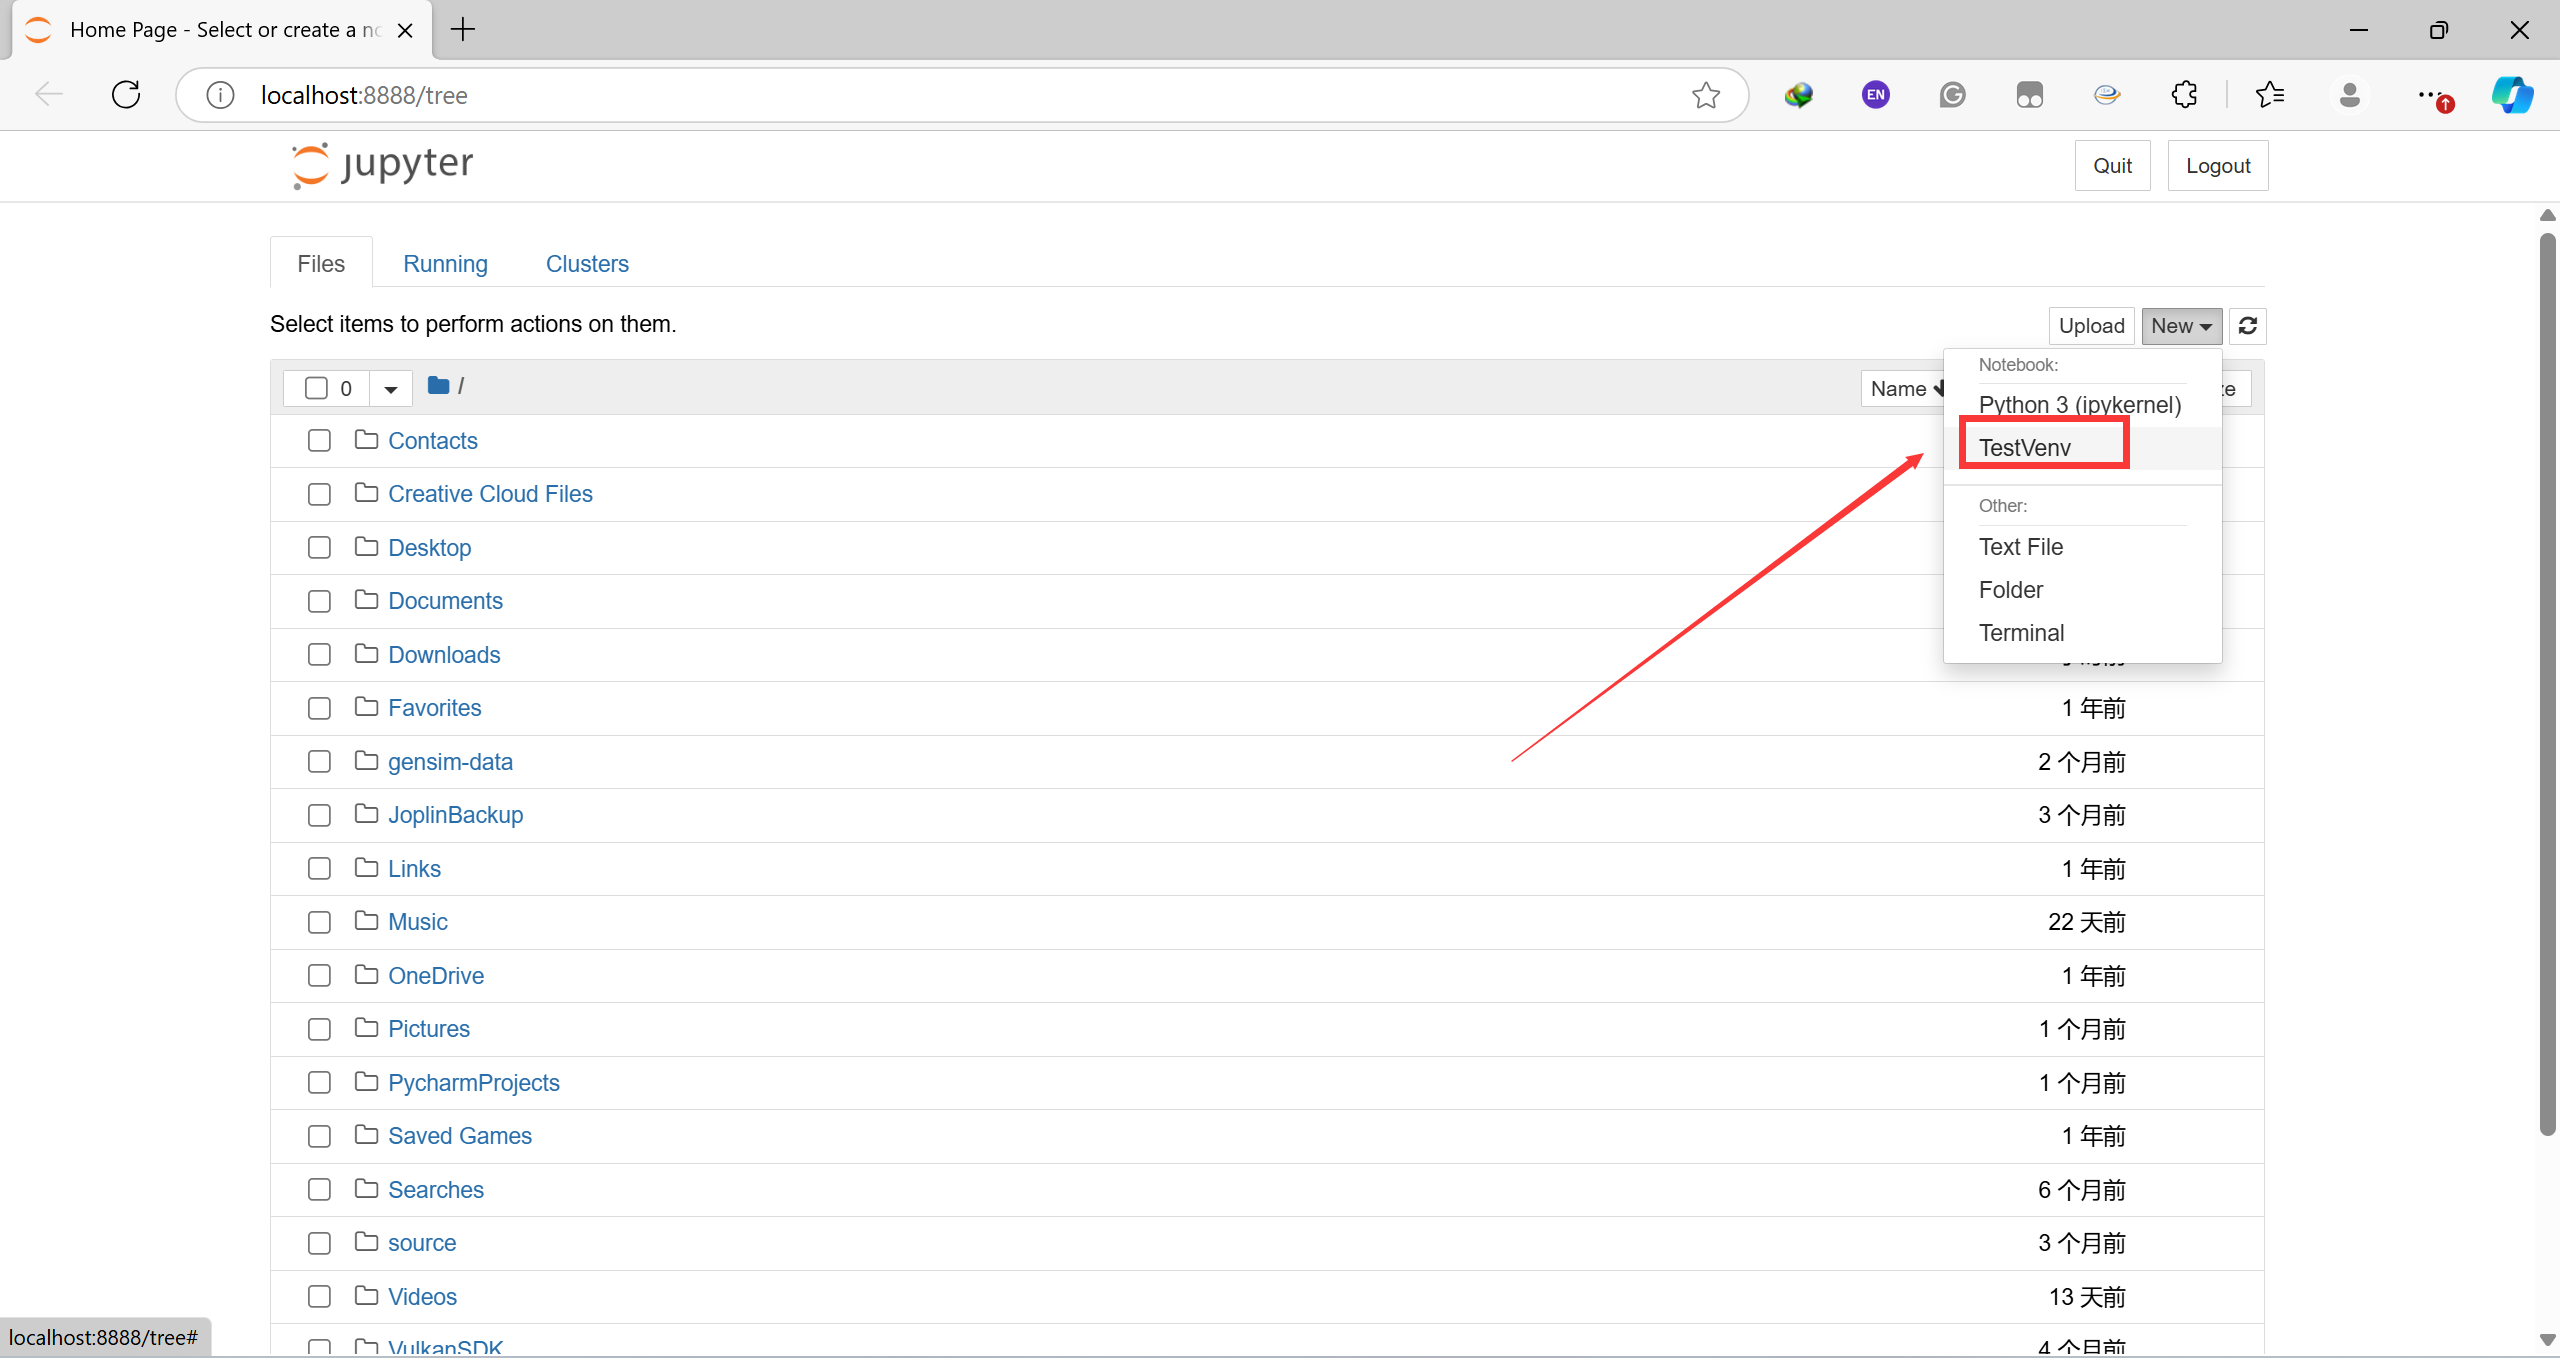 Home Page - Select or create a no
localhost:8888/tree
EN
jupyter
Quit
Logout
Files
Running
Clusters
Select items to perform actions on them.
Upload
New
0
/
Name
Notebook:
Python 3 (ipykernel)
TestVenv
Other:
Text File
Folder
Terminal
Contacts
Creative Cloud Files
Desktop
Documents
Downloads
Favorites 1 年前
gensim-data 2 个月前
JoplinBackup 3 个月前
Links 1 年前
Music 22 天前
OneDrive 1 年前
Pictures 1 个月前
PycharmProjects 1 个月前
Saved Games 1 年前
Searches 6 个月前
source 3 个月前
Videos 13 天前
VulkanSDK 4 个月前
localhost:8888/tree#